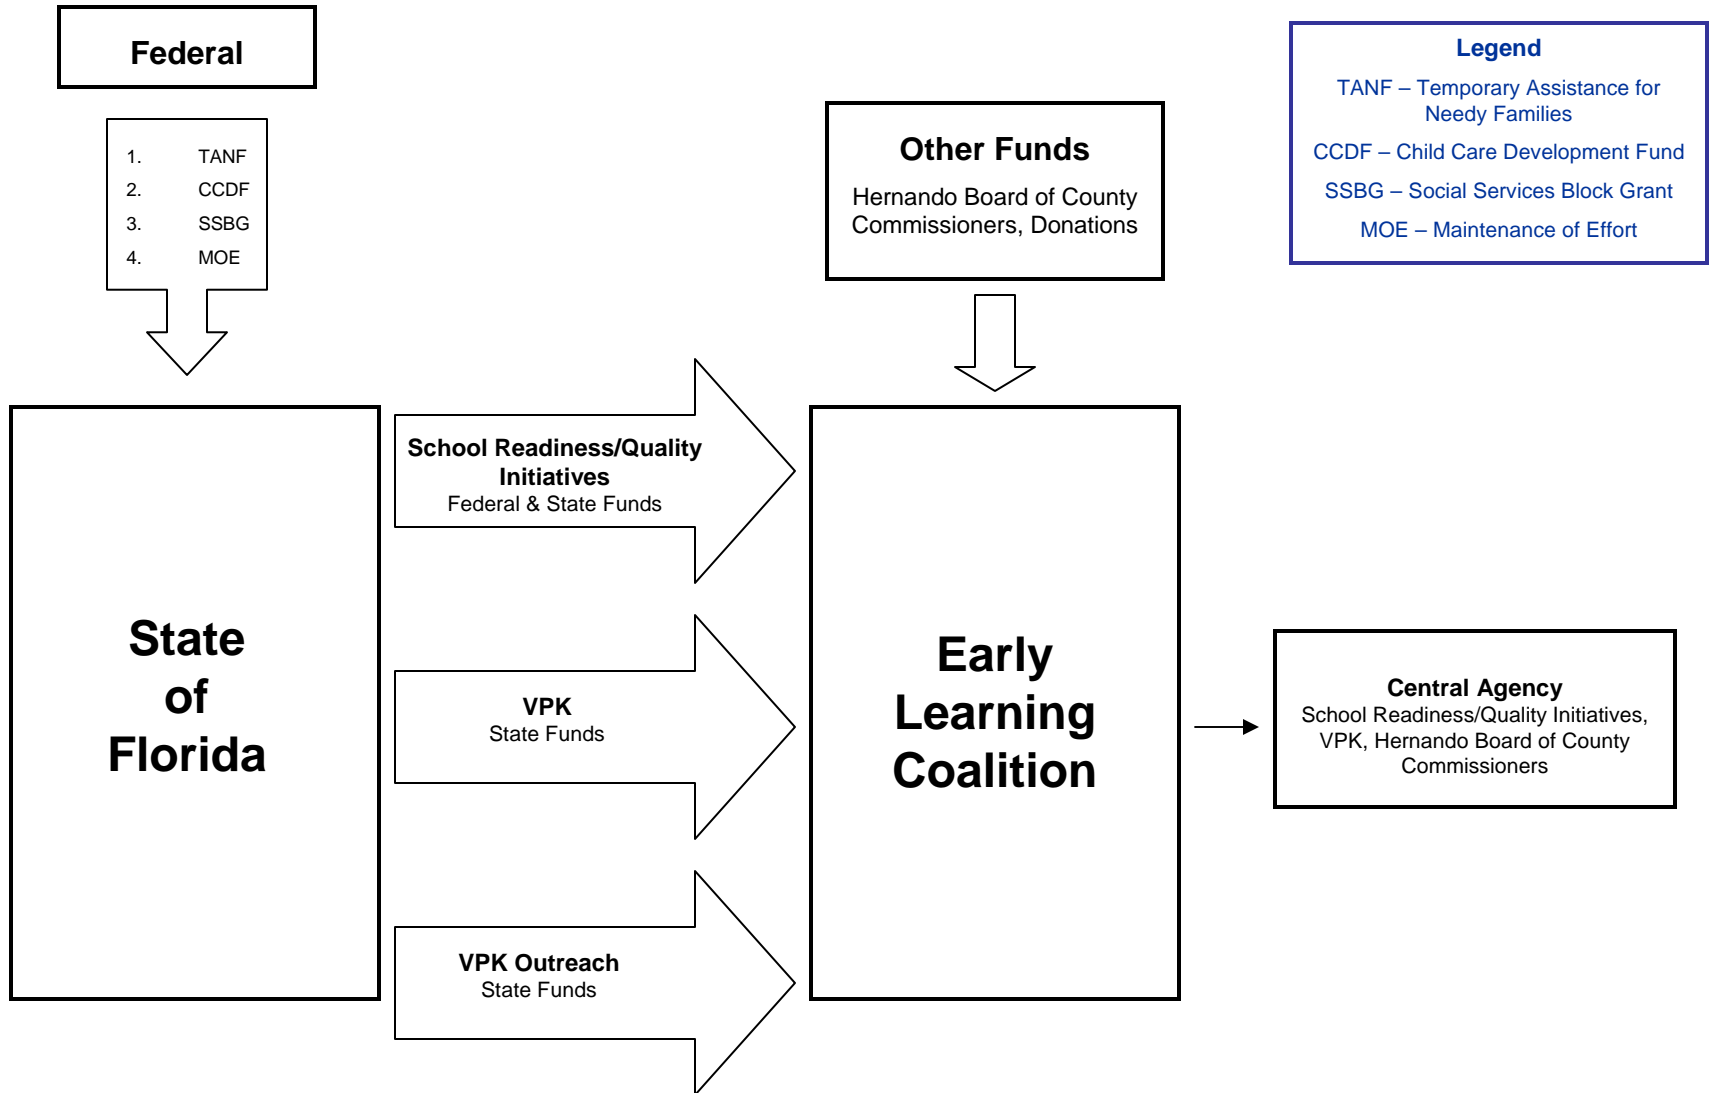 Federal
1. TANF
2. CCDF
3. SSBG
4. MOE
Other Funds
Hernando Board of County
Commissioners, Donations
Legend
TANF – Temporary Assistance for
Needy Families
CCDF – Child Care Development Fund
SSBG – Social Services Block Grant
MOE – Maintenance of Effort
State
of
Florida
School Readiness/Quality
Initiatives
Federal & State Funds
VPK
State Funds
VPK Outreach
State Funds
Early
Learning
Coalition
Central Agency
School Readiness/Quality Initiatives,
VPK, Hernando Board of County
Commissioners